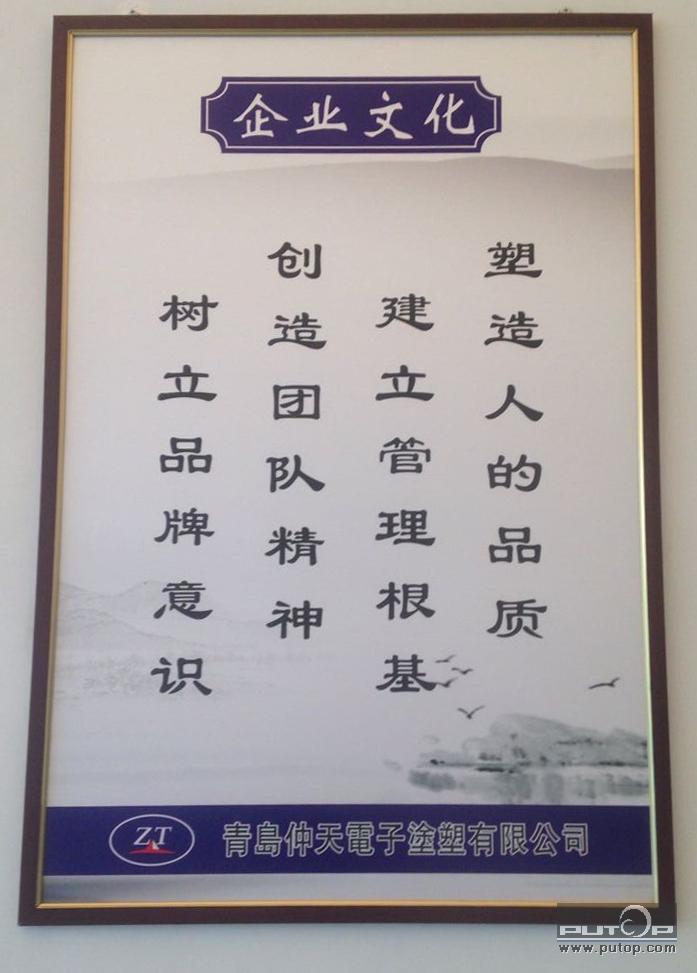 企业文化
塑造人的品质
建立管理根基
创造团队精神
树立品牌意识
ZT
青島仲天電子塗塑有限公司
PUTOP
www.putop.com